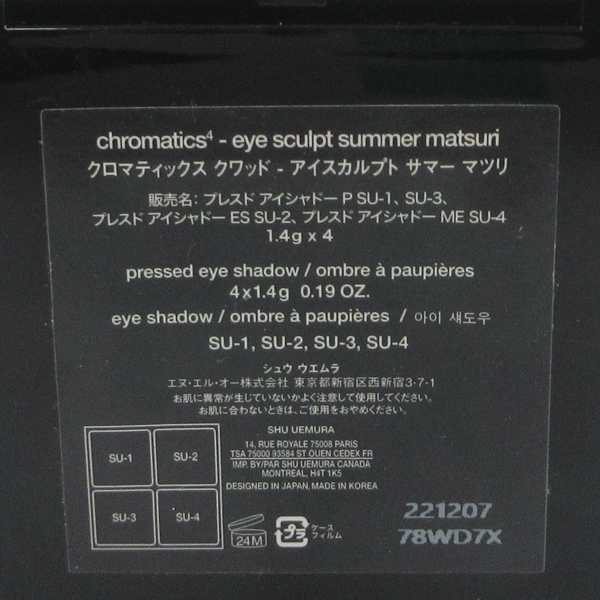 chromatics⁴ - eye sculpt summer matsuri
クロマティックス クワッド - アイスカルプト サマー マツリ
販売名: プレスド アイシャドー P SU-1、SU-3、
プレスド アイシャドー ES SU-2、プレスド アイシャドー ME SU-4
1.4g x 4
pressed eye shadow / ombre à paupières
4x1.4g 0.19 OZ.
eye shadow / ombre à paupières / 아이 섀도우
SU-1, SU-2, SU-3, SU-4
シュウ ウエムラ
エヌ・エル・オー株式会社 東京都新宿区西新宿3-7-1
お肌に異常が生じていないかよく注意して使用してください。
お肌に合わないときは、ご使用をおやめください。
SHU UEMURA
14, RUE ROYALE 75008 PARIS
TSA 75000 93584 ST OUEN CEDEX FR
IMP. BY/PAR SHU UEMURA CANADA
MONTREAL, H4T 1K5
DESIGNED IN JAPAN, MADE IN KOREA
SU-1 SU-2
SU-3 SU-4
24M
プラ
ケース
フィルム
221207
78WD7X